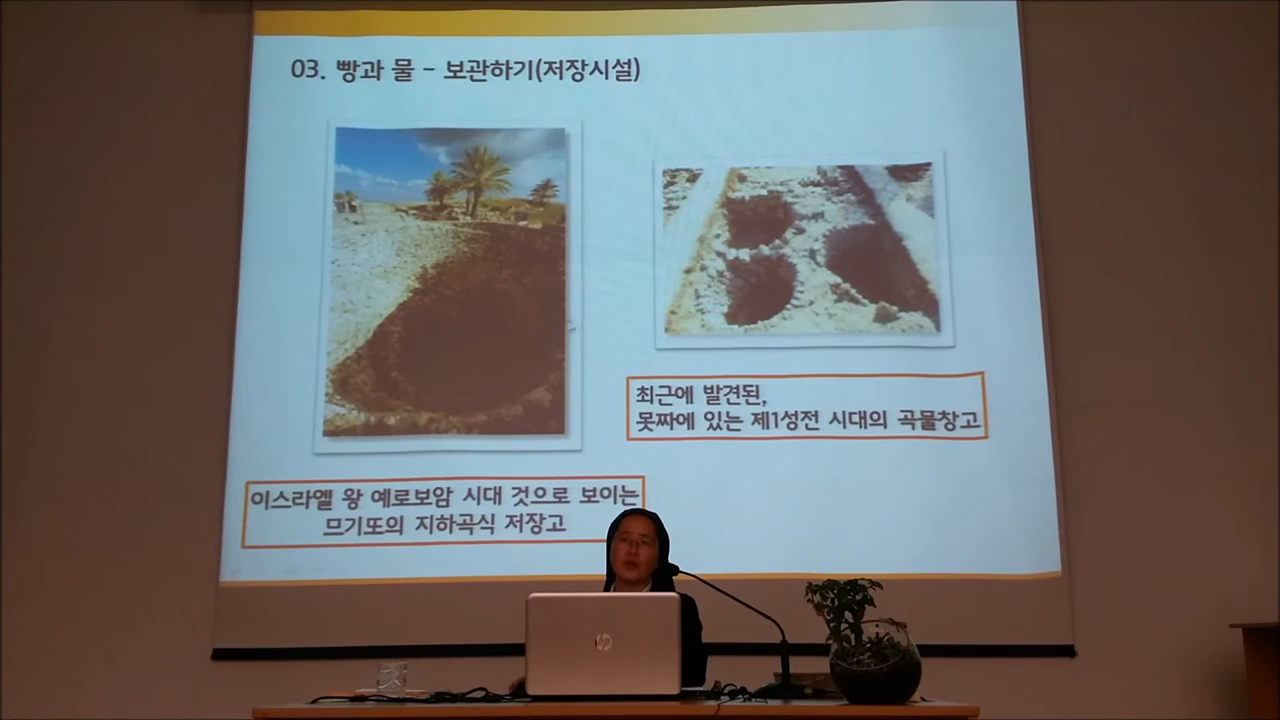 03. 빵과 물 - 보관하기(저장시설)
최근에 발견된,
못짜에 있는 제1성전 시대의 곡물창고
이스라엘 왕 예로보암 시대 것으로 보이는
므기또의 지하곡식 저장고
hp